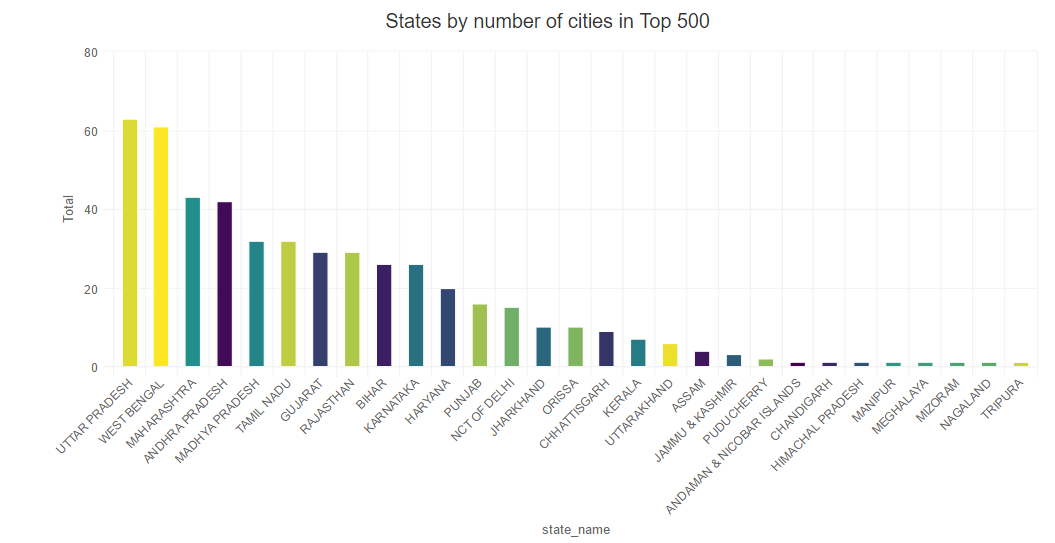 States by number of cities in Top 500
80
60
40
20
0
Total
UTTAR PRADESH
WEST BENGAL
MAHARASHTRA
ANDHRA PRADESH
MADHYA PRADESH
TAMIL NADU
GUJARAT
RAJASTHAN
BIHAR
KARNATAKA
HARYANA
PUNJAB
NCT OF DELHI
JHARKHAND
ORISSA
CHHATTISGARH
KERALA
UTTARAKHAND
ASSAM
JAMMU & KASHMIR
PUDUCHERRY
ANDAMAN & NICOBAR ISLANDS
CHANDIGARH
HIMACHAL PRADESH
MANIPUR
MEGHALAYA
MIZORAM
NAGALAND
TRIPURA
state_name